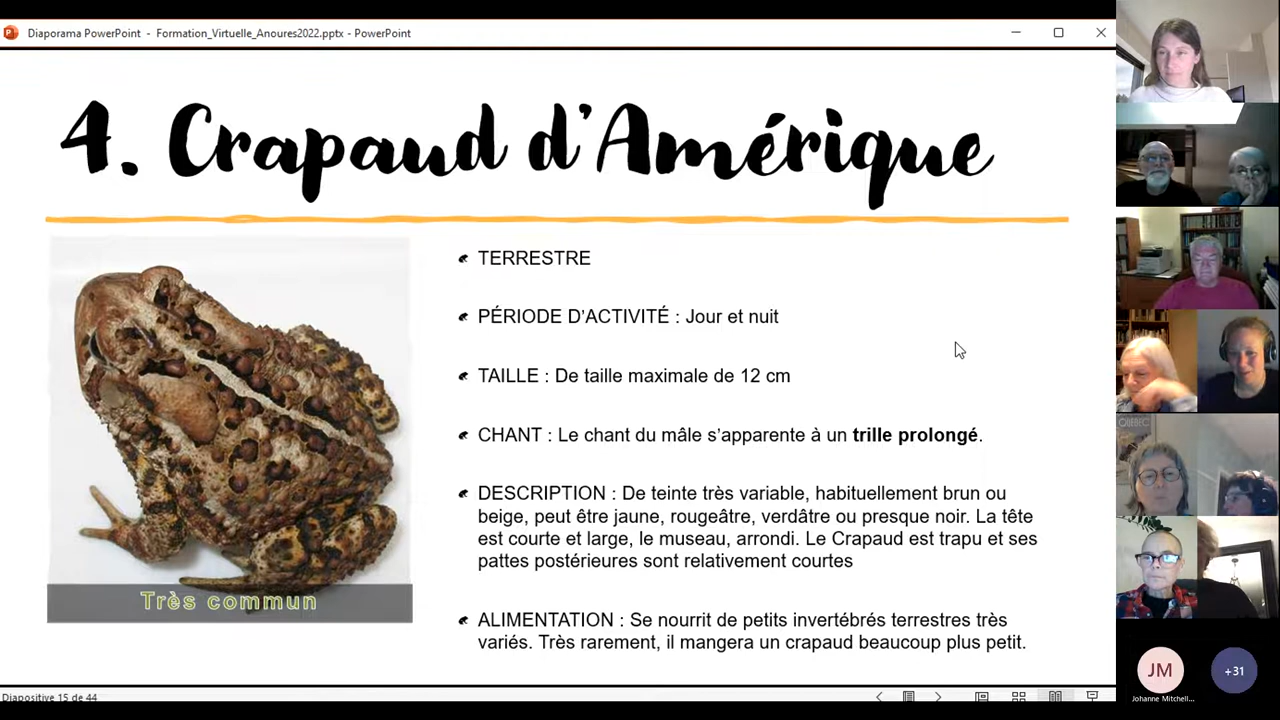 Diaporama PowerPoint - Formation_Virtuelle_Anoures2022.pptx - PowerPoint
4. Crapaud d'Amérique
TERRESTRE
PÉRIODE D'ACTIVITÉ : Jour et nuit
TAILLE : De taille maximale de 12 cm
CHANT : Le chant du mâle s'apparente à un trille prolongé.
DESCRIPTION : De teinte très variable, habituellement brun ou
beige, peut être jaune, rougeâtre, verdâtre ou presque noir. La tête
est courte et large, le museau, arrondi. Le Crapaud est trapu et ses
pattes postérieures sont relativement courtes
Très commun
ALIMENTATION : Se nourrit de petits invertébrés terrestres très
variés. Très rarement, il mangera un crapaud beaucoup plus petit.
Diapositive 15 de 44
QUÉBEC
JM
+31
Johanne Mitchell...